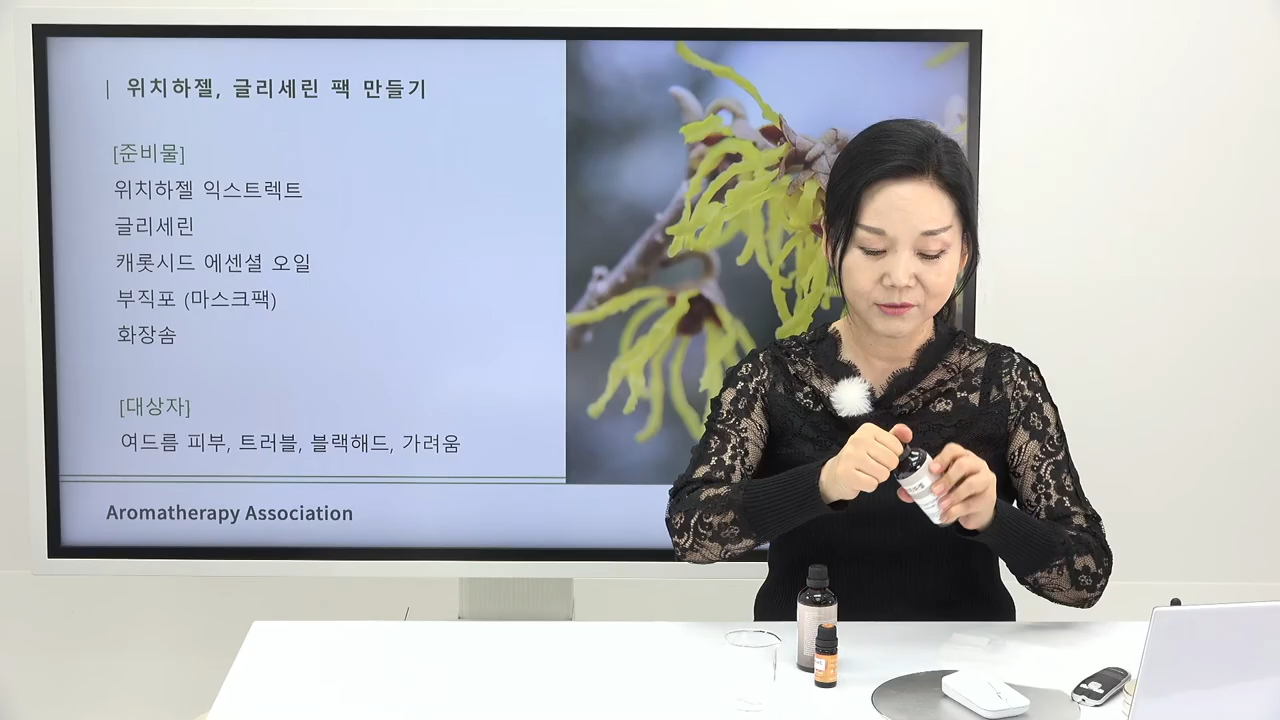 위치하젤, 글리세린 팩 만들기
[준비물]
위치하젤 익스트렉트
글리세린
캐롯시드 에센셜 오일
부직포 (마스크팩)
화장솜
[대상자]
여드름 피부, 트러블, 블랙해드, 가려움
Aromatherapy Association